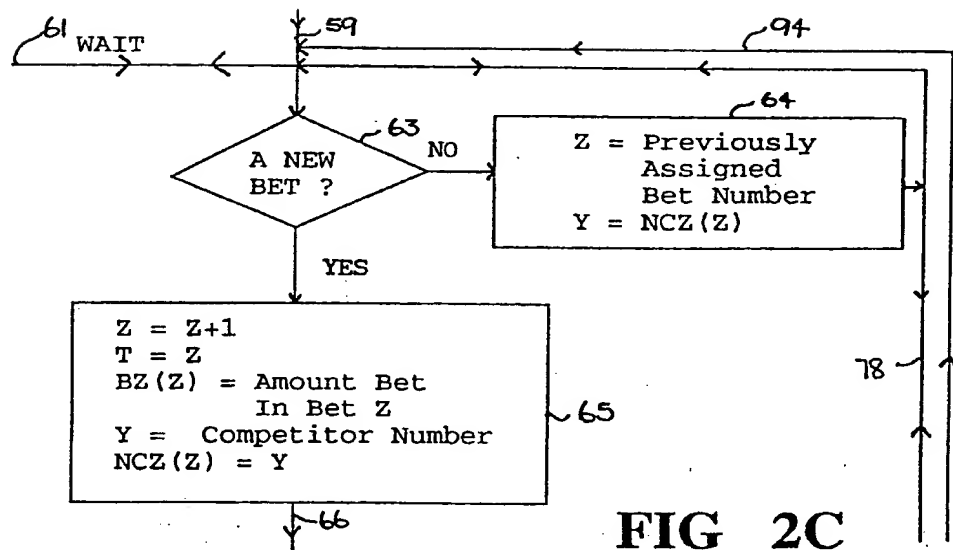 59
61 WAIT
94
64
63
NO
A NEW
BET ?
Z = Previously
Assigned
Bet Number
Y = NCZ(Z)
YES
Z = Z+1
T = Z
BZ(Z) = Amount Bet
In Bet Z
Y = Competitor Number
NCZ(Z) = Y
65
78
66
FIG 2C